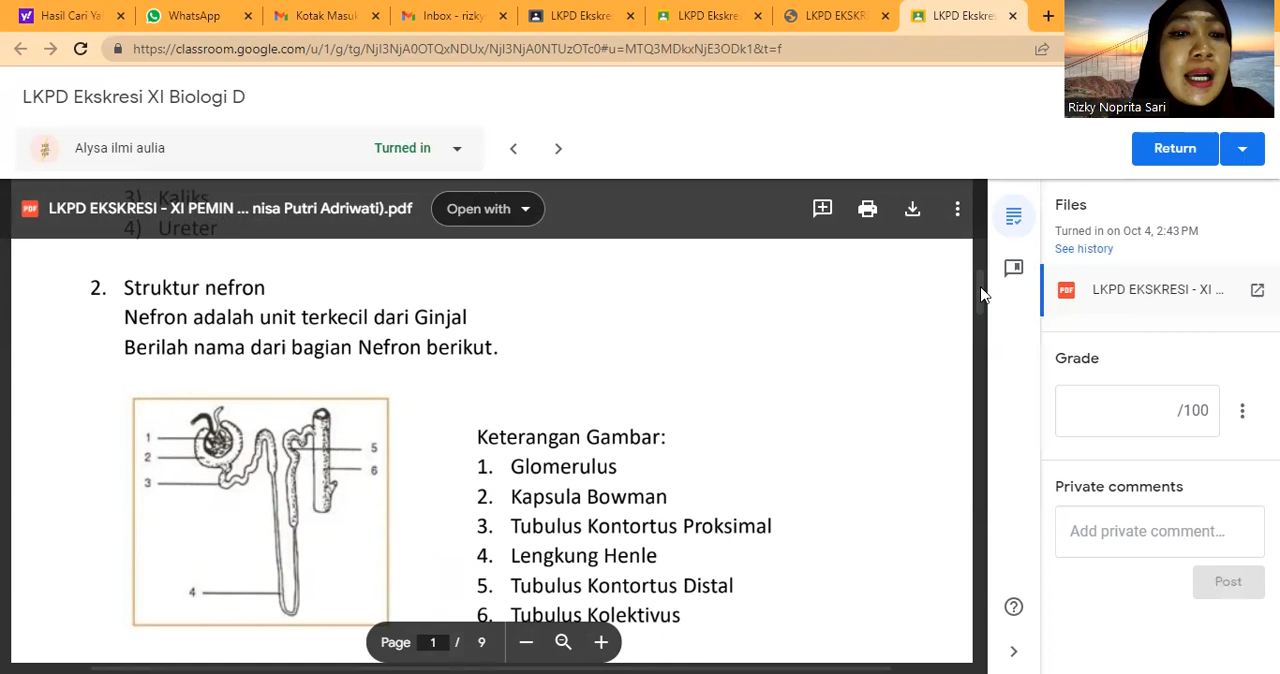 Hasil Cari Ya
WhatsApp
Kotak Masuk
Inbox - rizky
LKPD Ekskre
LKPD Ekskre
LKPD EKSKR
LKPD Ekskre
https://classroom.google.com/u/1/g/tg/NjI3NjA0OTQxNDUx/NjI3NjA0NTUzOTc0#u=MTQ3MDkxNjE3ODk1&t=f
Rizky Noprita Sari
LKPD Ekskresi XI Biologi D
Alysa ilmi aulia
Turned in
Return
3) Kaliks
LKPD EKSKRESI - XI PEMIN ... nisa Putri Adriwati).pdf
Open with
4) Ureter
2. Struktur nefron
Nefron adalah unit terkecil dari Ginjal
Berilah nama dari bagian Nefron berikut.
1
2
3
4
5
6
Keterangan Gambar:
1. Glomerulus
2. Kapsula Bowman
3. Tubulus Kontortus Proksimal
4. Lengkung Henle
5. Tubulus Kontortus Distal
6. Tubulus Kolektivus
Page 1 / 9
Files
Turned in on Oct 4, 2:43 PM
See history
PDF LKPD EKSKRESI - XI ...
Grade
/100
Private comments
Add private comment...
Post